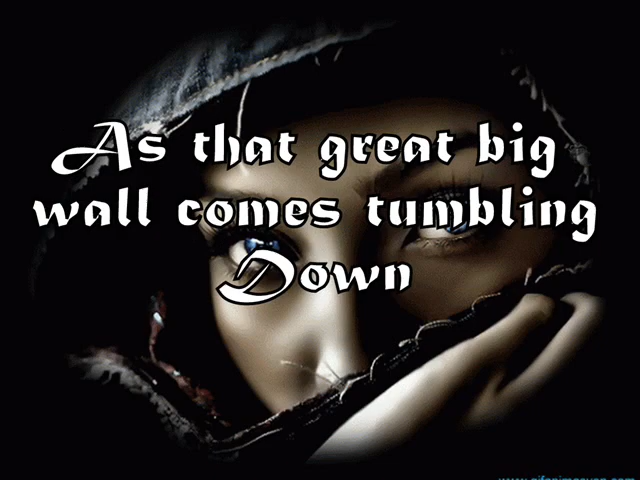 As that great big
wall comes tumbling
Down